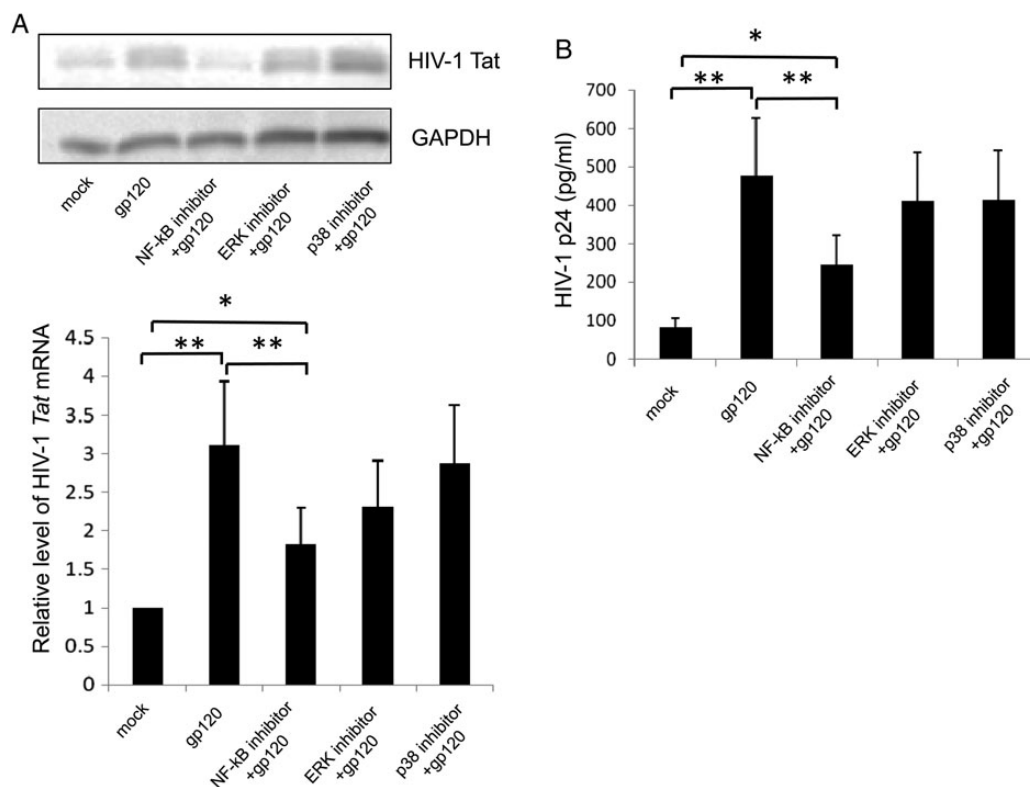 A
HIV-1 Tat
GAPDH
mock
gp120
NF-kB inhibitor
+gp120
ERK inhibitor
+gp120
p38 inhibitor
+gp120
*
** **
Relative level of HIV-1 Tat mRNA
4.5
4
3.5
3
2.5
2
1.5
1
0.5
0
mock
gp120
NF-kB inhibitor
+gp120
ERK inhibitor
+gp120
p38 inhibitor
+gp120
B
*
** **
HIV-1 p24 (pg/ml)
700
600
500
400
300
200
100
0
mock
gp120
NF-kB inhibitor
+gp120
ERK inhibitor
+gp120
p38 inhibitor
+gp120